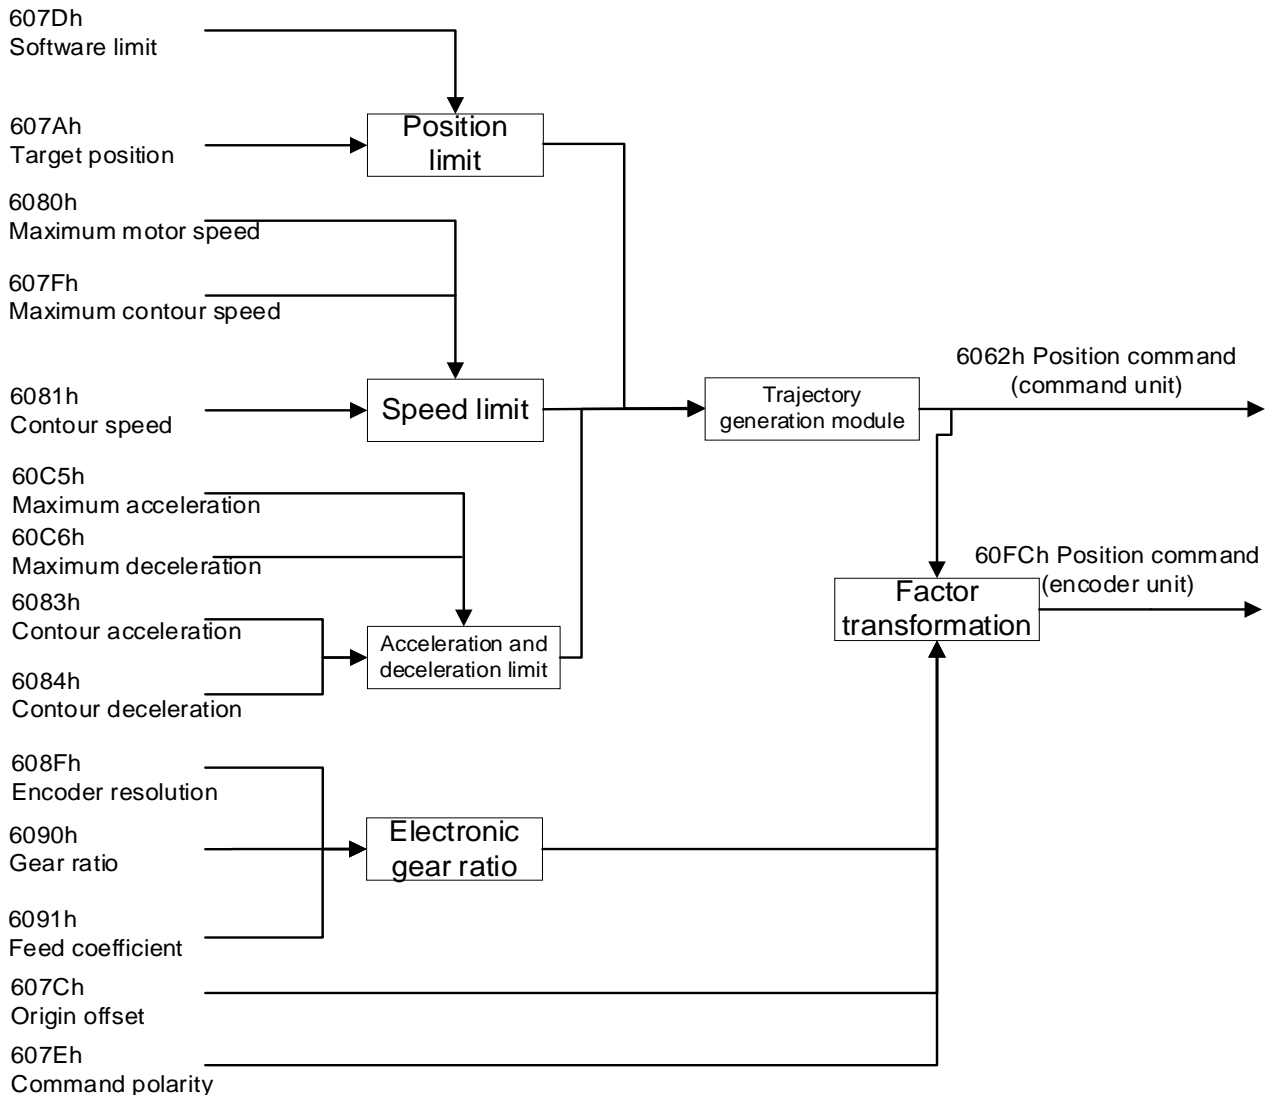 607Dh
Software limit
607Ah
Target position
Position
limit
6080h
Maximum motor speed
607Fh
Maximum contour speed
6081h
Contour speed
Speed limit
Trajectory
generation module
6062h Position command
(command unit)
60C5h
Maximum acceleration
60C6h
Maximum deceleration
6083h
Contour acceleration
6084h
Contour deceleration
Acceleration and
deceleration limit
60FCh Position command
(encoder unit)
Factor
transformation
608Fh
Encoder resolution
6090h
Gear ratio
6091h
Feed coefficient
Electronic
gear ratio
607Ch
Origin offset
607Eh
Command polarity